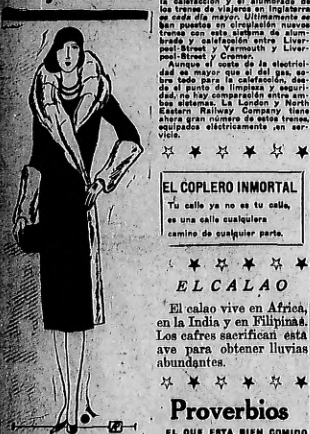 la calefacción y el alumbrado de
los trenes de viajeros en Inglaterra
es cada día mayor. Ultimamente se
han puestos en circulación nuevos
trenes con este sistema de alum-
brado y calefacción entre Liver-
pool-Street y Yarmouth y Liver-
pool-Street y Cromer.
Aunque el coste de la electrici-
dad es mayor que al del gas, so-
bre todo para la calefacción, des-
de el punto de limpieza y seguri-
dad, no hay comparación entre am-
bos sistemas. La London y North
Eastern Railway Company tiene
ahora gran número de estos trenes,
equipados eléctricamente en ser-
vicio.
EL COPLERO INMORTAL
Tu calle ya no es tu calle,
es una calle cualquiera
camino de cualquier parte.
EL CALAO
El calao vive en Africa,
en la India y en Filipinas.
Los cafres sacrifican esta
ave para obtener lluvias
abundantes.
Proverbios
EL QUE ESTA BIEN COMIDO